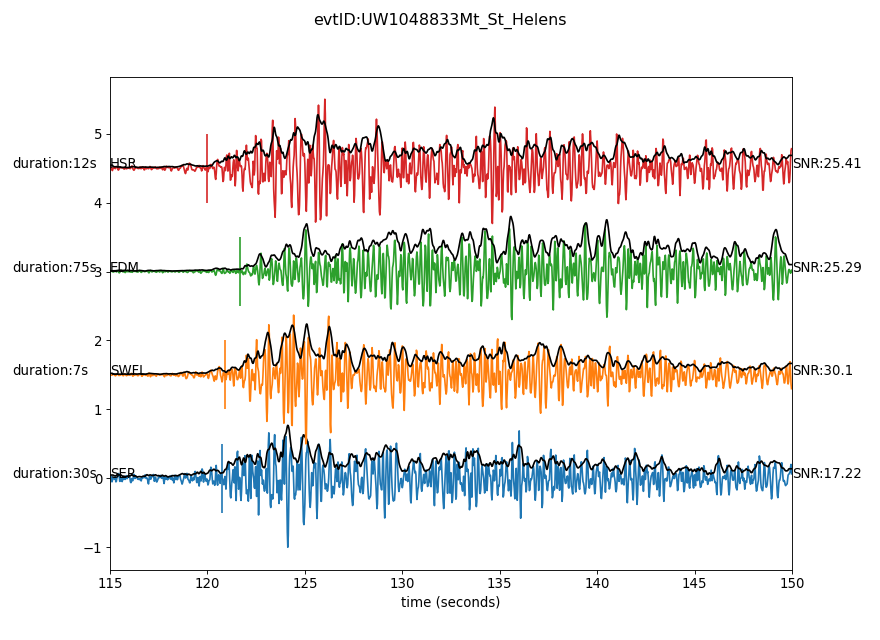 evtID:UW1048833Mt_St_Helens
5
duration:12s HSR SNR:25.41
4
duration:75s EDM SNR:25.29
3
2
duration:7s SWFL SNR:30.1
1
duration:30s SEP SNR:17.22
0
−1
115 120 125 130 135 140 145 150
time (seconds)